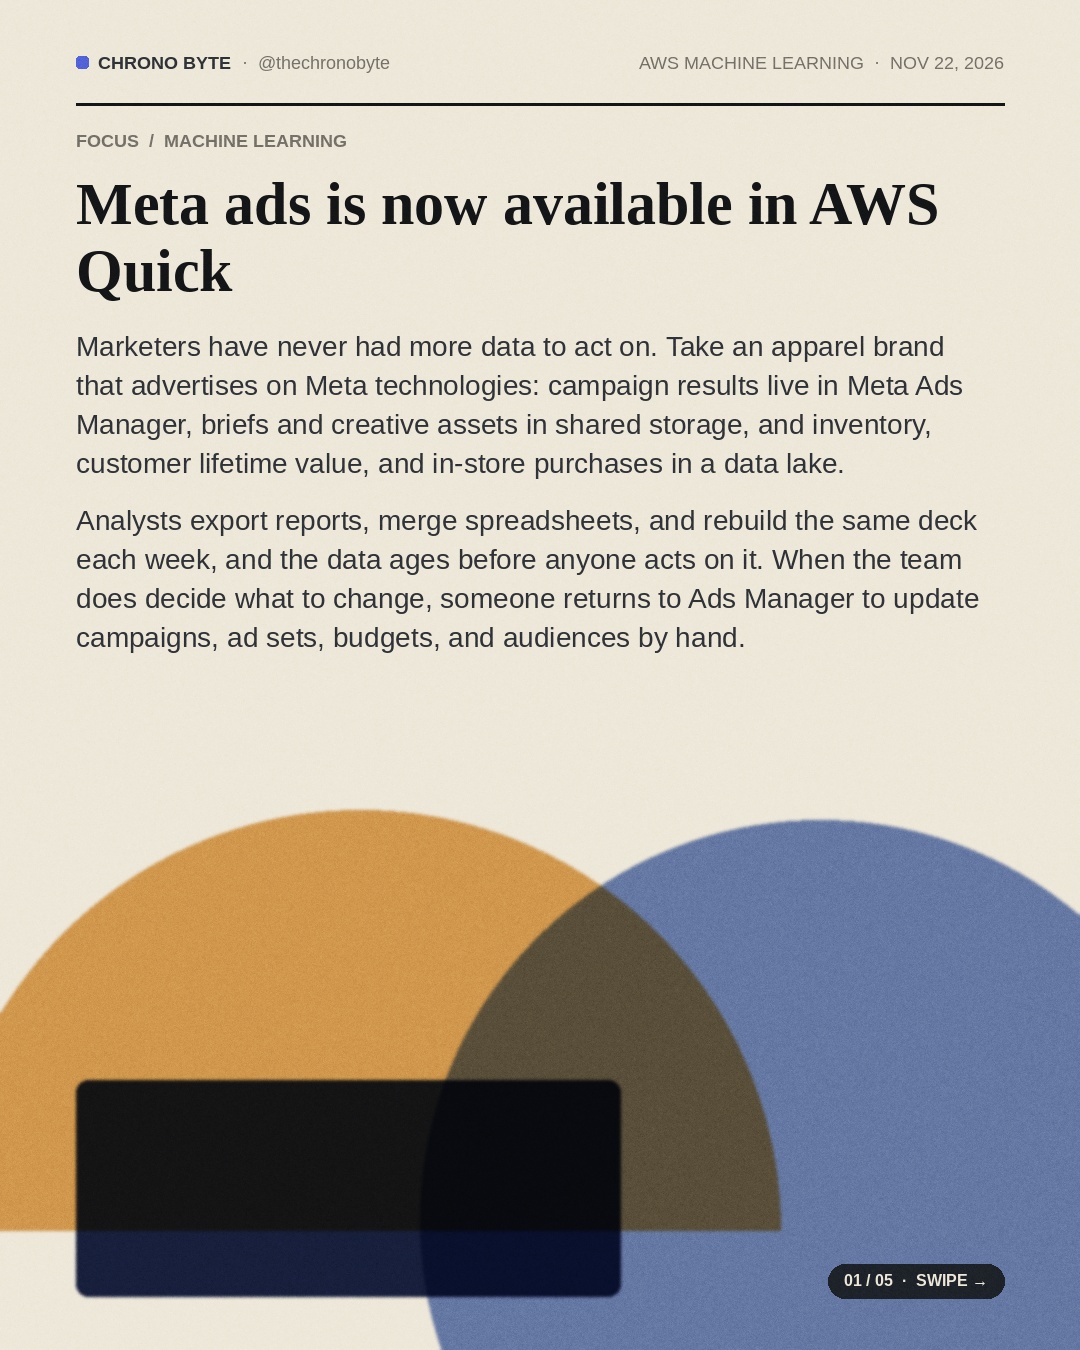 CHRONO BYTE · @thechronobyte
AWS MACHINE LEARNING · NOV 22, 2026
FOCUS / MACHINE LEARNING
Meta ads is now available in AWS
Quick
Marketers have never had more data to act on. Take an apparel brand
that advertises on Meta technologies: campaign results live in Meta Ads
Manager, briefs and creative assets in shared storage, and inventory,
customer lifetime value, and in-store purchases in a data lake.
Analysts export reports, merge spreadsheets, and rebuild the same deck
each week, and the data ages before anyone acts on it. When the team
does decide what to change, someone returns to Ads Manager to update
campaigns, ad sets, budgets, and audiences by hand.
01 / 05 · SWIPE →